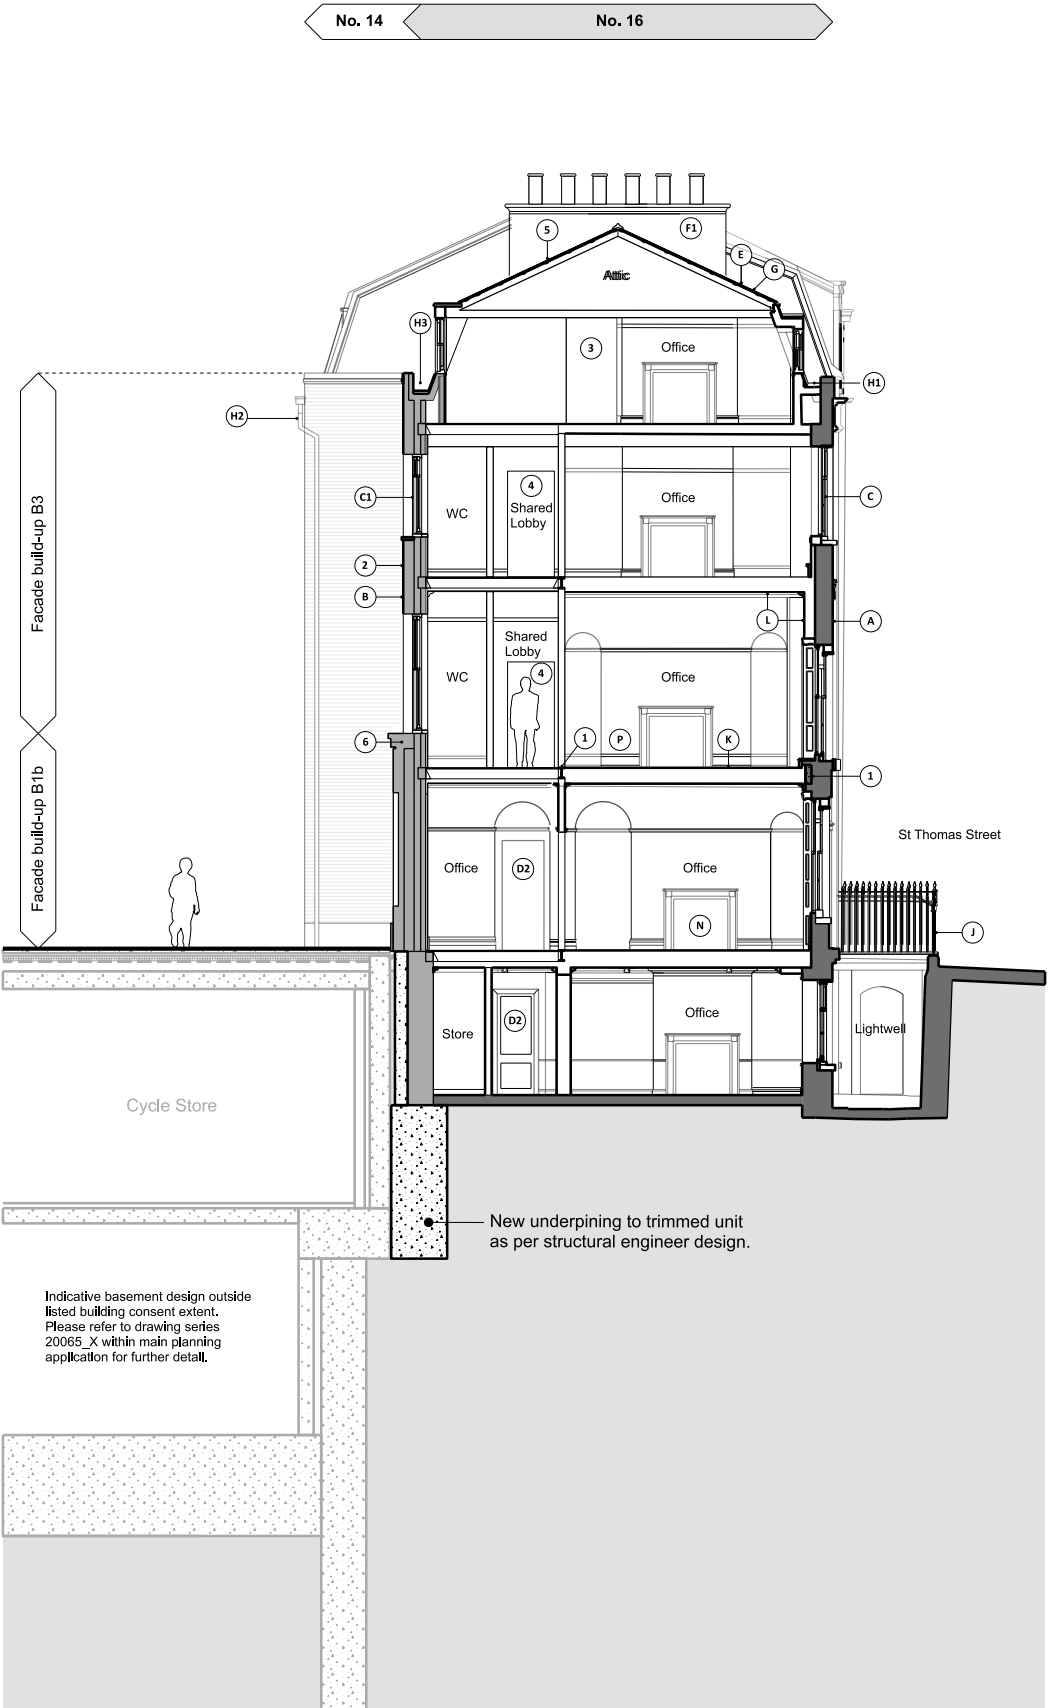 No. 14
No. 16
5
F1
E
G
Attic
H3
3
Office
H1
H2
C1
WC
4
Shared
Lobby
Office
C
Facade build-up B3
2
B
L
A
Shared
Lobby
4
WC
Office
6
1
P
K
1
Facade build-up B1b
St Thomas Street
Office
D2
Office
N
J
Store
D2
Office
Lightwell
Cycle Store
New underpining to trimmed unit
as per structural engineer design.
Indicative basement design outside
listed building consent extent.
Please refer to drawing series
20065_X within main planning
application for further detail.